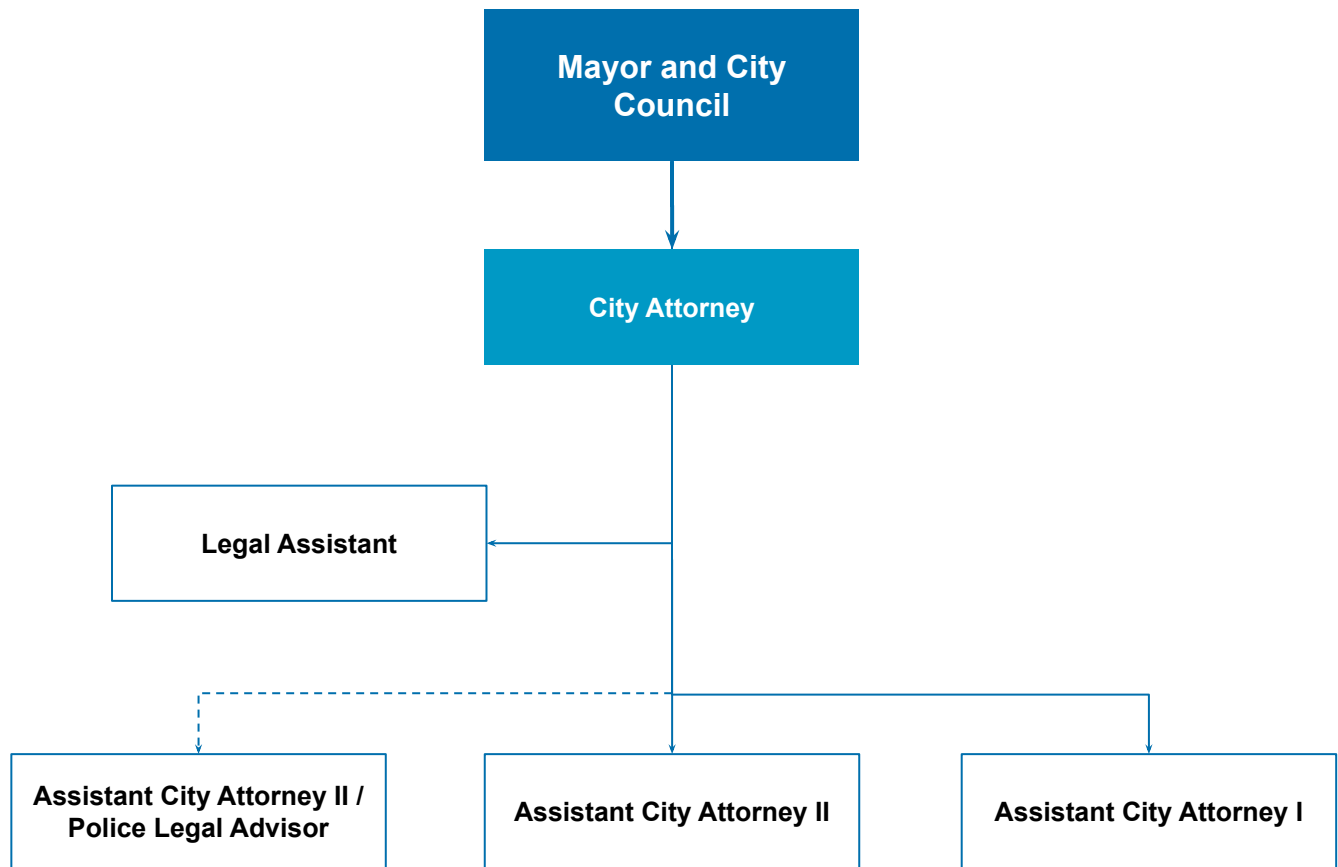 Mayor and City
Council
City Attorney
Legal Assistant
Assistant City Attorney II /
Police Legal Advisor
Assistant City Attorney II
Assistant City Attorney I